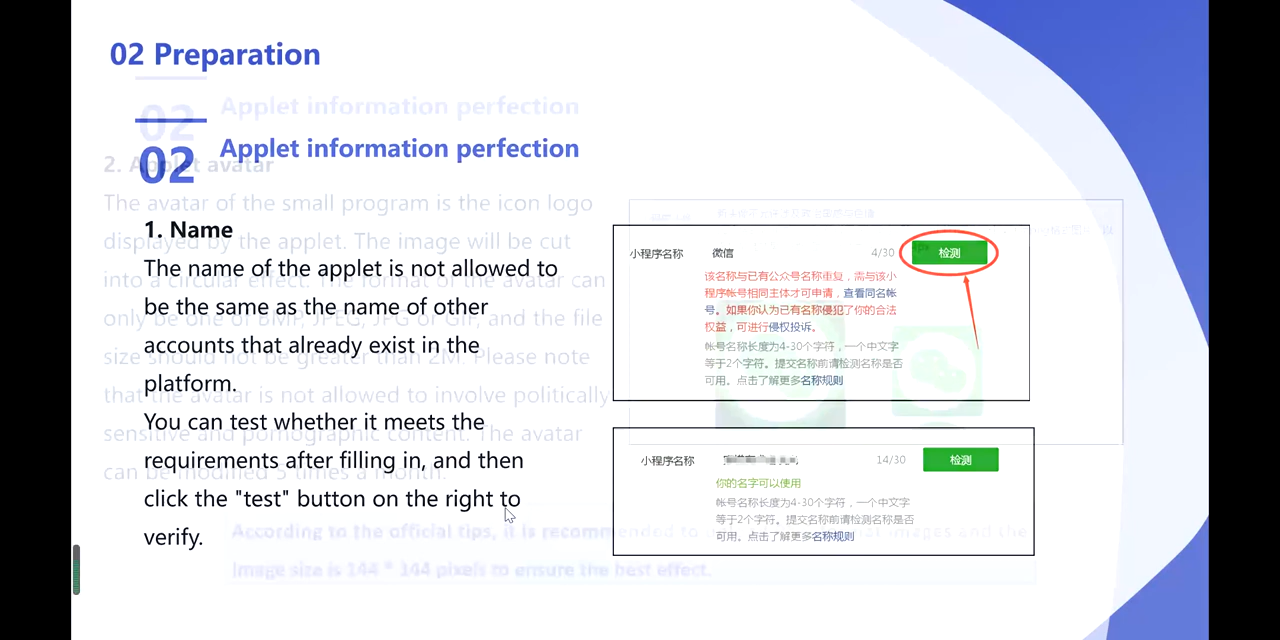 02 Preparation
Applet information perfection
02
Applet information perfection
02
2. Applet avatar
The avatar of the small program is the icon logo
displayed by the applet. The image will be cut
into a circular effect. The format of the avatar can
only be one of BMP, JPEG, JPG or GIF, and the file
size should not be greater than 2M. Please note
that the avatar is not allowed to involve politically
sensitive and pornographic content. The avatar
can be modified 5 times a month.
1. Name
The name of the applet is not allowed to
be the same as the name of other
accounts that already exist in the
platform.
You can test whether it meets the
requirements after filling in, and then
click the "test" button on the right to
verify.
小程序名称 微信 4/30 检测
该名称与已有公众号名称重复，需与该小
程序帐号相同主体才可申请，查看同名帐
号。如果你认为已有名称侵犯了你的合法
权益，可进行侵权投诉。
帐号名称长度为4-30个字符，一个中文字
等于2个字符。提交名称前请检测名称是否
可用。点击了解更多名称规则
小程序名称 14/30 检测
你的名字可以使用
帐号名称长度为4-30个字符，一个中文字
等于2个字符。提交名称前请检测名称是否
可用。点击了解更多名称规则
According to the official tips, it is recommended to images and the
image size is 144 * 144 pixels to ensure the best effect.